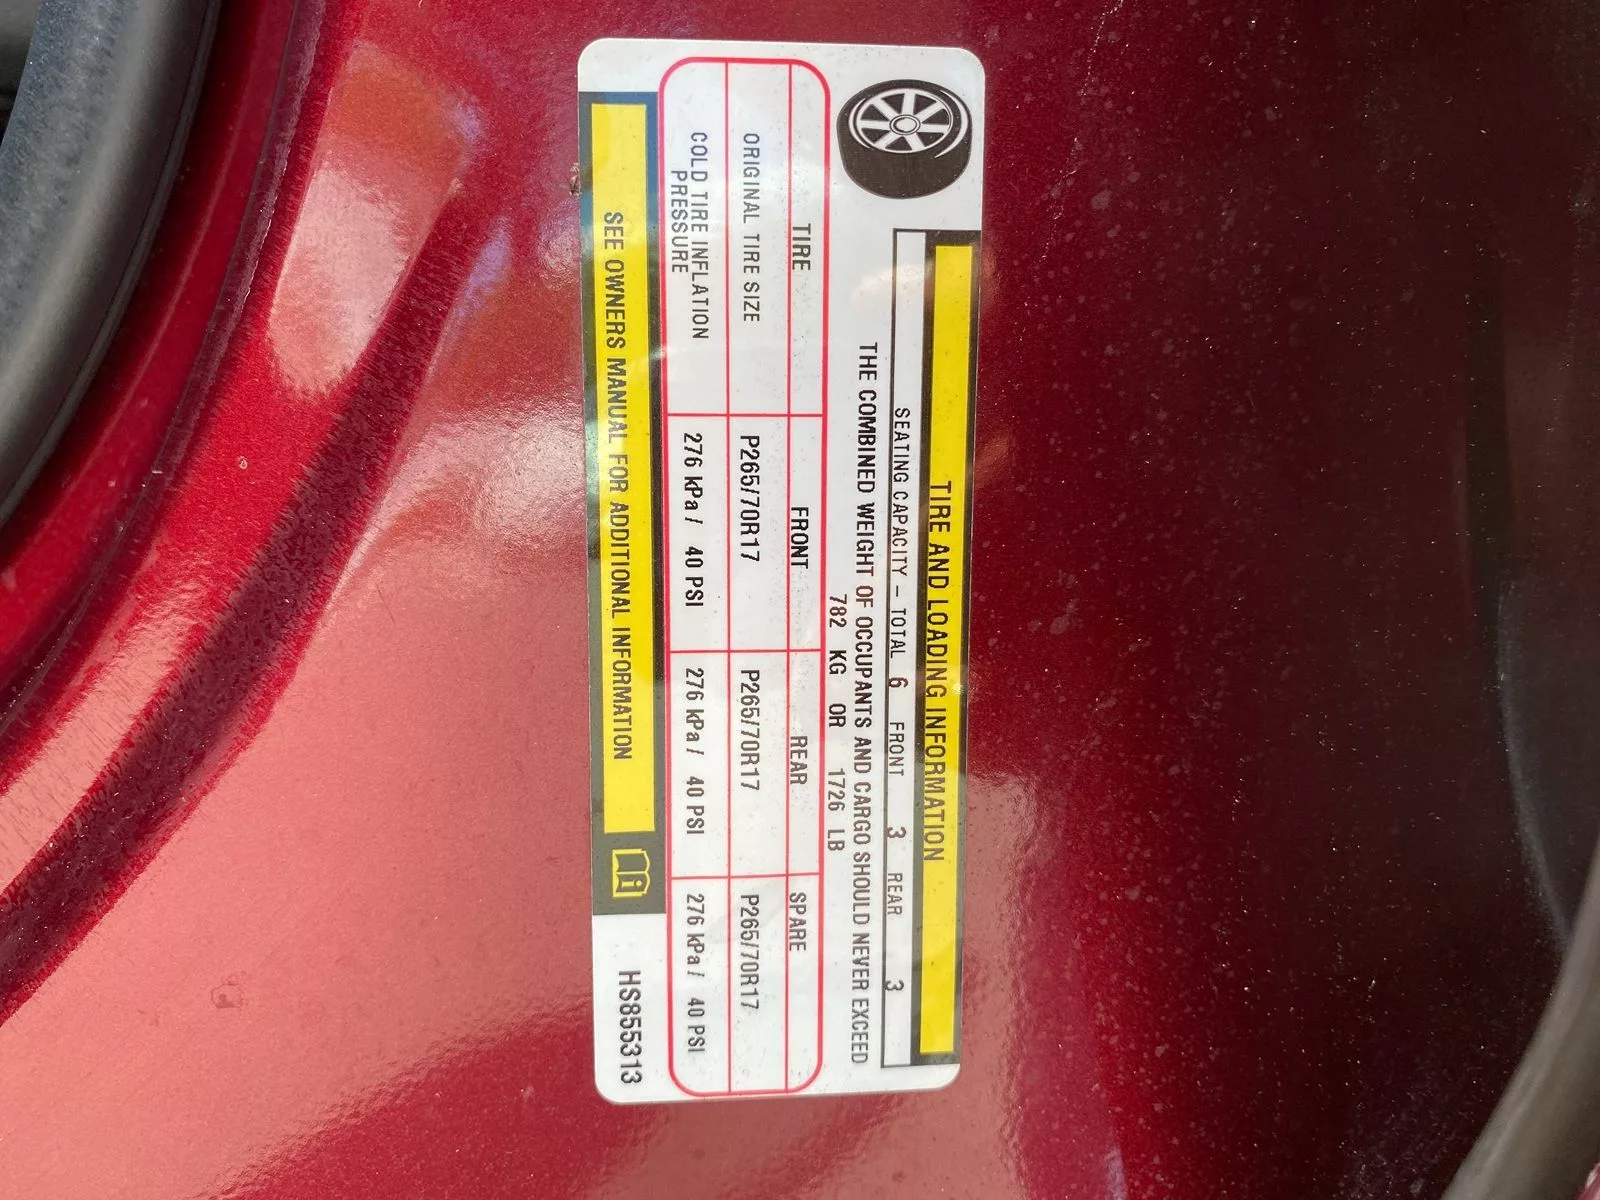 TIRE AND LOADING INFORMATION
SEATING CAPACITY - TOTAL 6 FRONT 3 REAR 3
THE COMBINED WEIGHT OF OCCUPANTS AND CARGO SHOULD NEVER EXCEED
782 KG OR 1726 LB
TIRE FRONT REAR SPARE
ORIGINAL TIRE SIZE P265/70R17 P265/70R17 P265/70R17
COLD TIRE INFLATION
PRESSURE 276 kPa/ 40 PSI 276 kPa/ 40 PSI 276 kPa/ 40 PSI
SEE OWNERS MANUAL FOR ADDITIONAL INFORMATION
HS855313